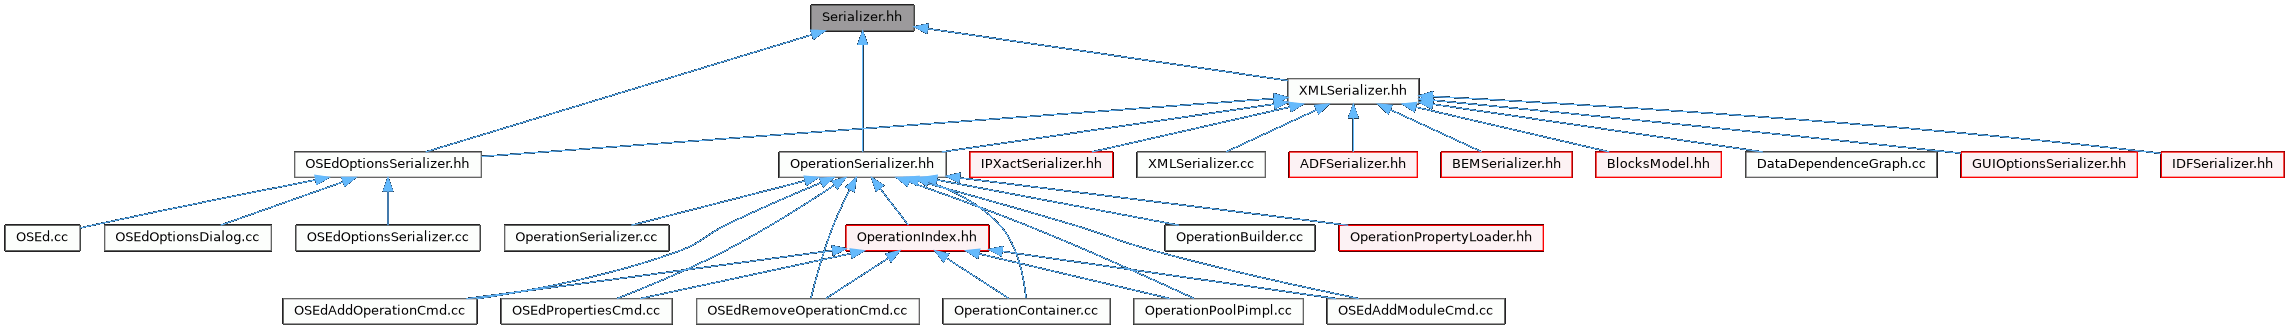 Serializer.hh
XMLSerializer.hh
OSEdOptionsSerializer.hh
OperationSerializer.hh
IPXactSerializer.hh
XMLSerializer.cc
ADFSerializer.hh
BEMSerializer.hh
BlocksModel.hh
DataDependenceGraph.cc
GUIOptionsSerializer.hh
IDFSerializer.hh
OSEd.cc
OSEdOptionsDialog.cc
OSEdOptionsSerializer.cc
OperationSerializer.cc
OperationIndex.hh
OperationBuilder.cc
OperationPropertyLoader.hh
OSEdAddOperationCmd.cc
OSEdPropertiesCmd.cc
OSEdRemoveOperationCmd.cc
OperationContainer.cc
OperationPoolPimpl.cc
OSEdAddModuleCmd.cc